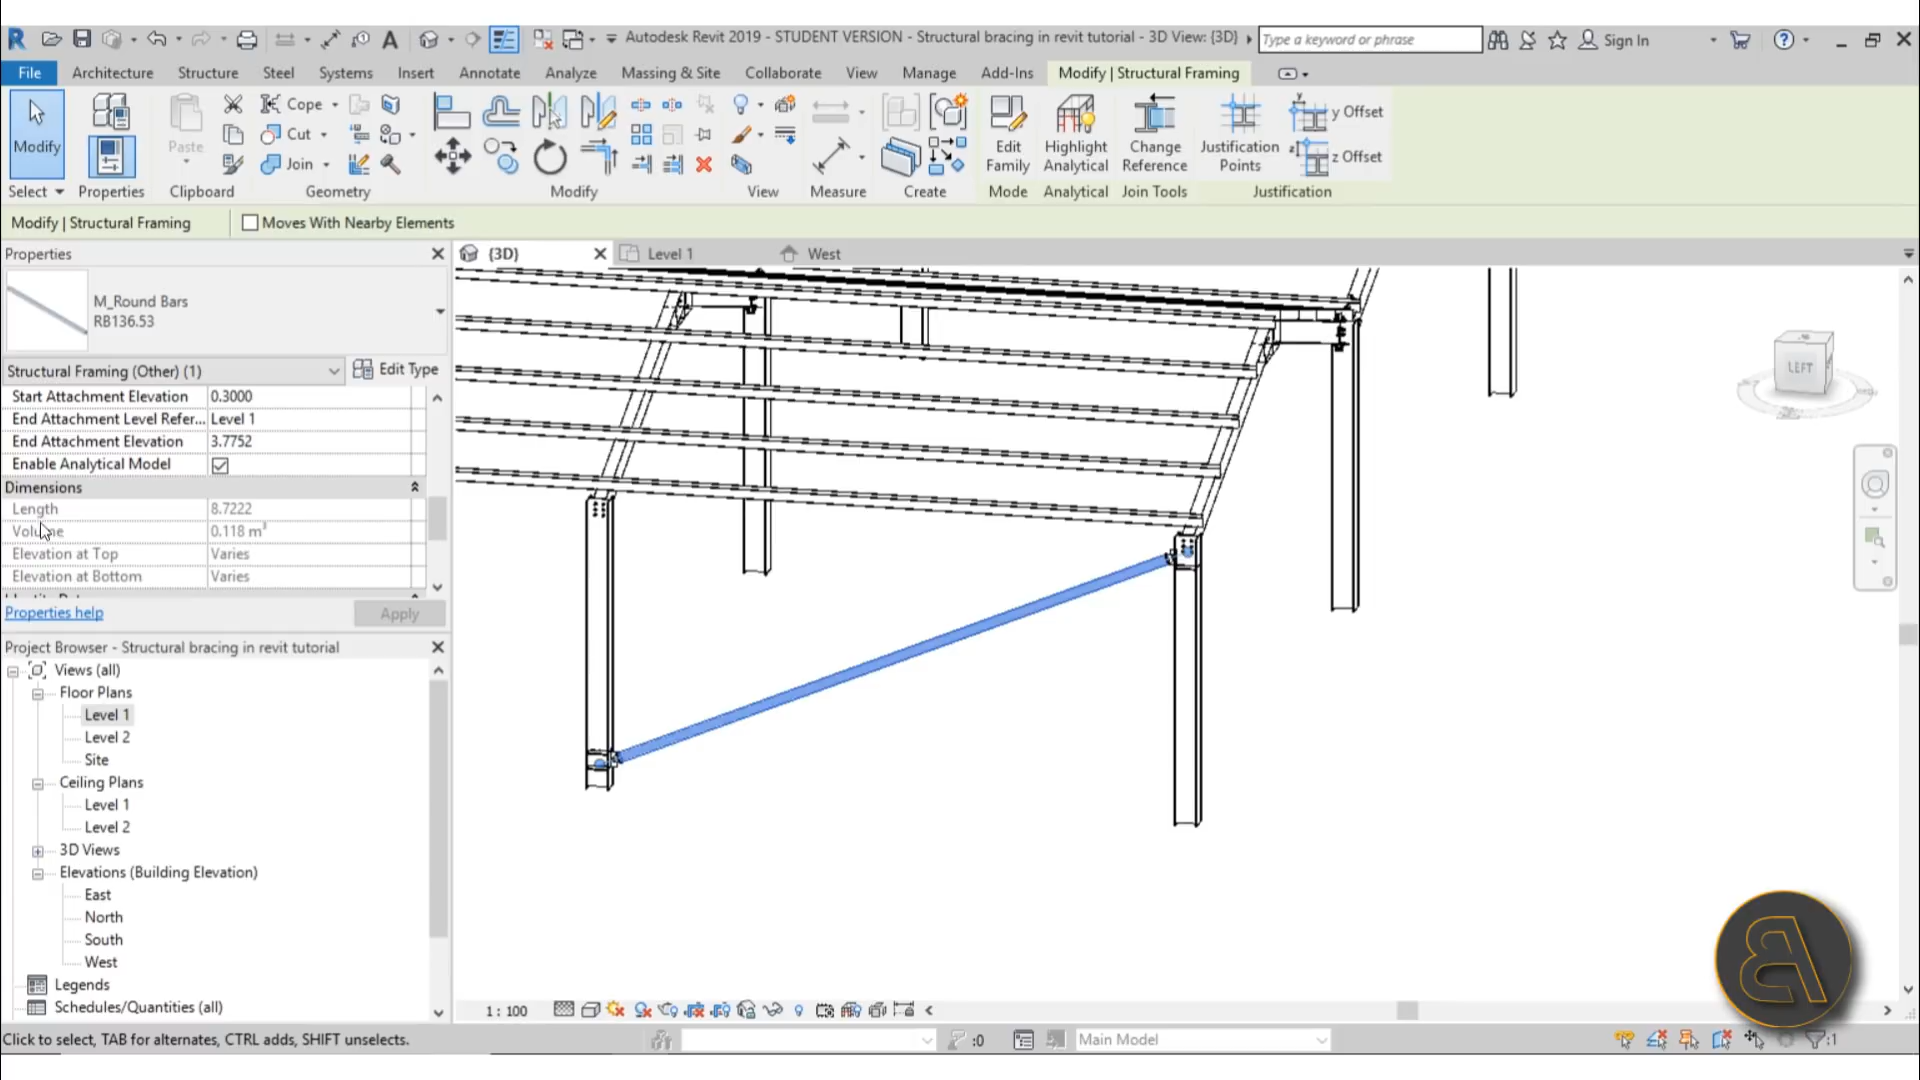 Autodesk Revit 2019 - STUDENT VERSION - Structural bracing in revit tutorial - 3D View: {3D}
Type a keyword or phrase
Sign In
File Architecture Structure Steel Systems Insert Annotate Analyze Massing & Site Collaborate View Manage Add-Ins Modify | Structural Framing
Modify
Paste
Cope
Cut
Join
Edit Family
Highlight Analytical
Change Reference
Justification Points
y Offset
z Offset
Select Properties Clipboard Geometry Modify View Measure Create Mode Analytical Join Tools Justification
Modify | Structural Framing Moves With Nearby Elements
Properties
{3D} Level 1 West
M_Round Bars
RB136.53
Structural Framing (Other) (1) Edit Type
Start Attachment Elevation 0.3000
End Attachment Level Refer... Level 1
End Attachment Elevation 3.7752
Enable Analytical Model
Dimensions
Length 8.7222
Volume 0.118 m³
Elevation at Top Varies
Elevation at Bottom Varies
Properties help Apply
Project Browser - Structural bracing in revit tutorial
Views (all)
Floor Plans
Level 1
Level 2
Site
Ceiling Plans
Level 1
Level 2
3D Views
Elevations (Building Elevation)
East
North
South
West
Legends
Schedules/Quantities (all)
LEFT
1 : 100
Click to select, TAB for alternates, CTRL adds, SHIFT unselects.
:0
Main Model
:1